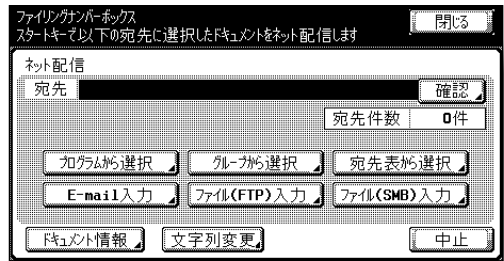 ファイリングナンバーボックス
スタートキーで以下の宛先に選択したドキュメントをネット配信します
閉じる
ネット配信
宛先
確認
宛先件数 0件
プログラムから選択 グループから選択 宛先表から選択
E-mail入力 ファイル(FTP)入力 ファイル(SMB)入力
ドキュメント情報 文字列変更 中止